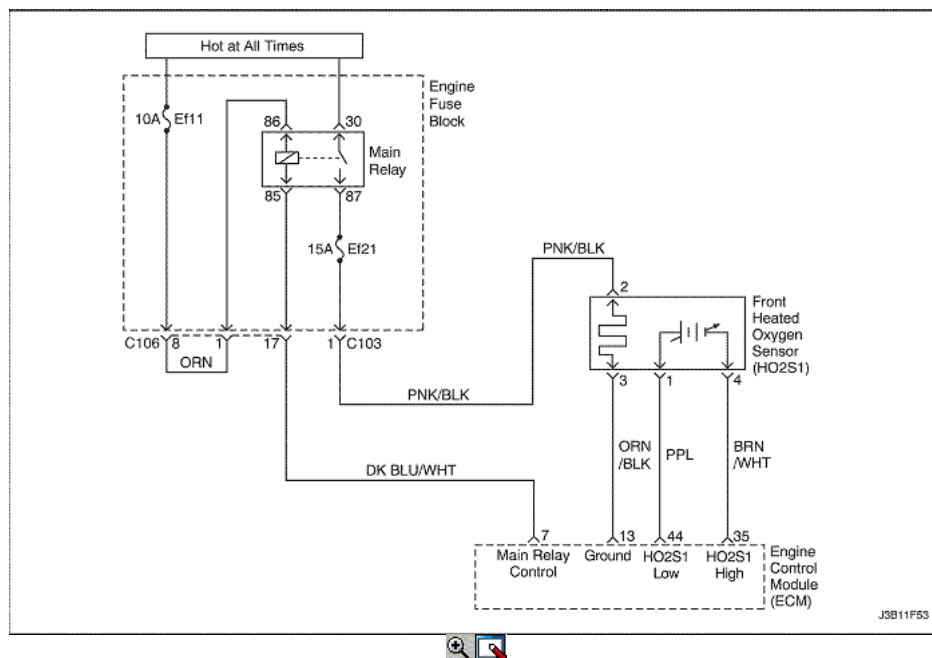 Hot at All Times
Engine
Fuse
Block
10A Ef11
86 30
Main
Relay
85 87
15A Ef21
C106 8 1 17 1 C103
ORN
PNK/BLK
PNK/BLK
2
Front
Heated
Oxygen
Sensor
(HO2S1)
3 1 4
ORN
/BLK
PPL
BRN
/WHT
DK BLU/WHT
7 13 44 35
Main Relay
Control
Ground
HO2S1
Low
HO2S1
High
Engine
Control
Module
(ECM)
J3B11F53